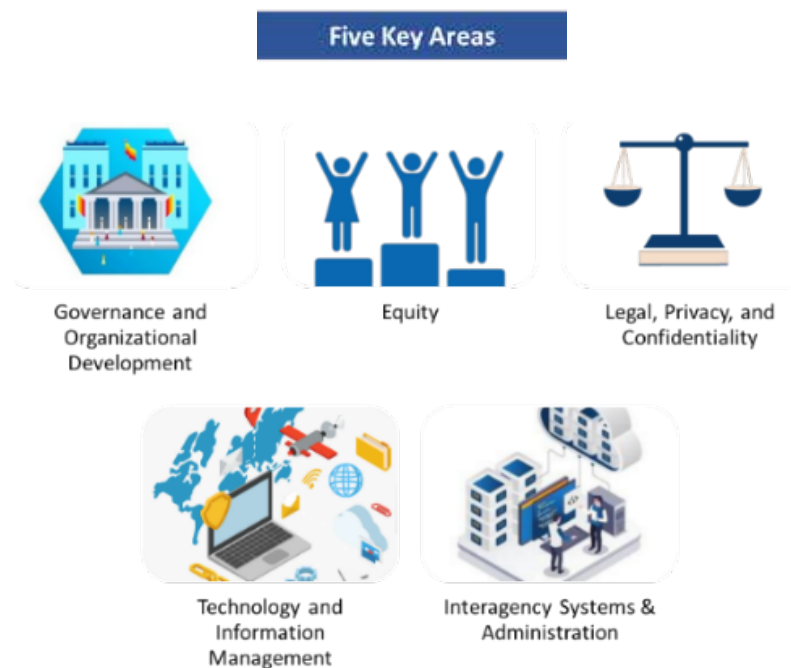 Five Key Areas
Governance and
Organizational
Development
Equity
Legal, Privacy, and
Confidentiality
Technology and
Information
Management
Interagency Systems &
Administration